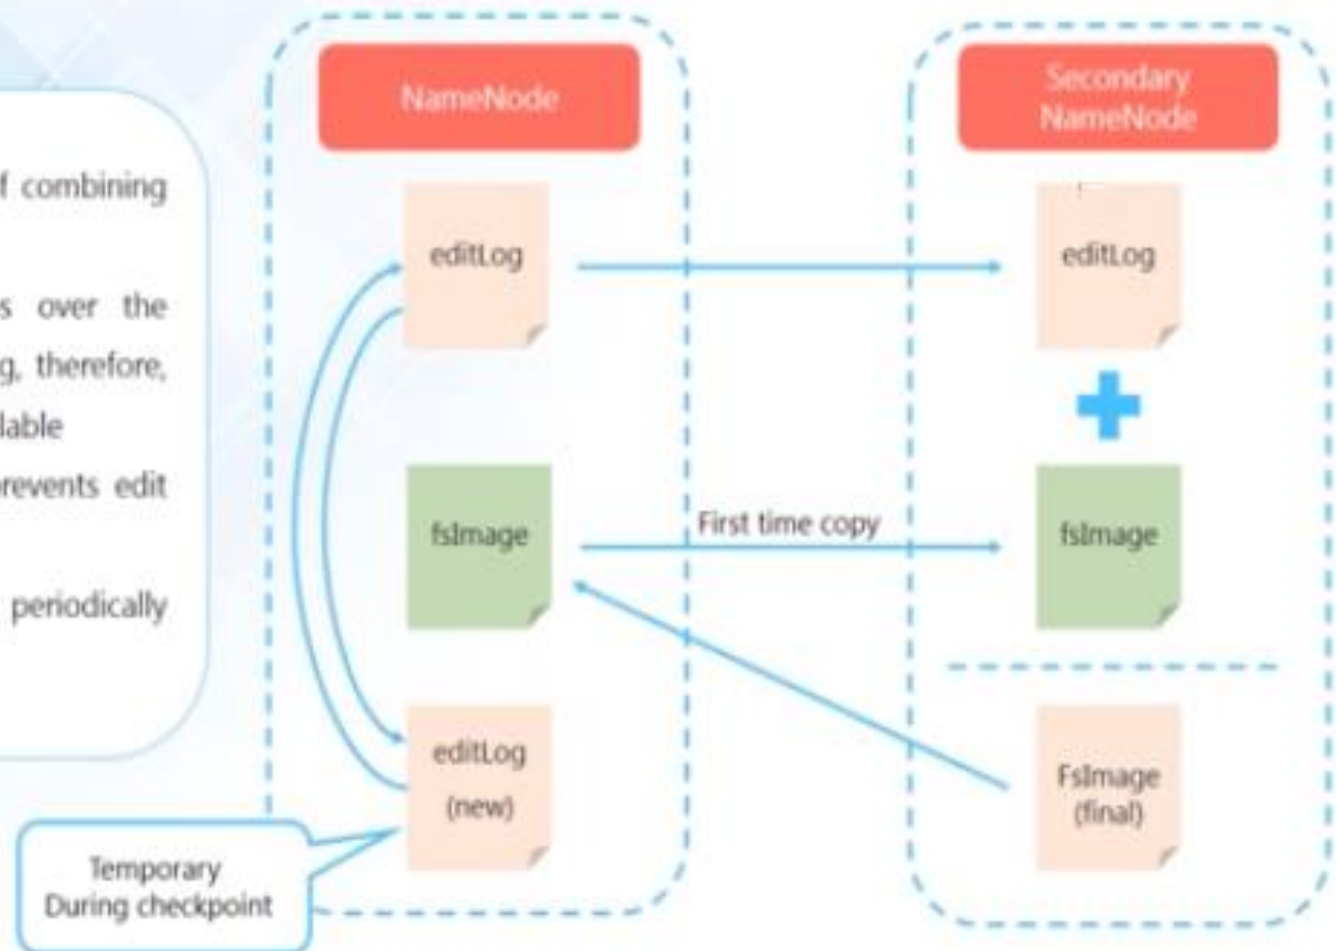 f combining
s over the
g, therefore,
lable
prevents edit
periodically
NameNode
editLog
fsImage
editLog
(new)
Temporary
During checkpoint
First time copy
Secondary
NameNode
editLog
fsImage
FsImage
(final)